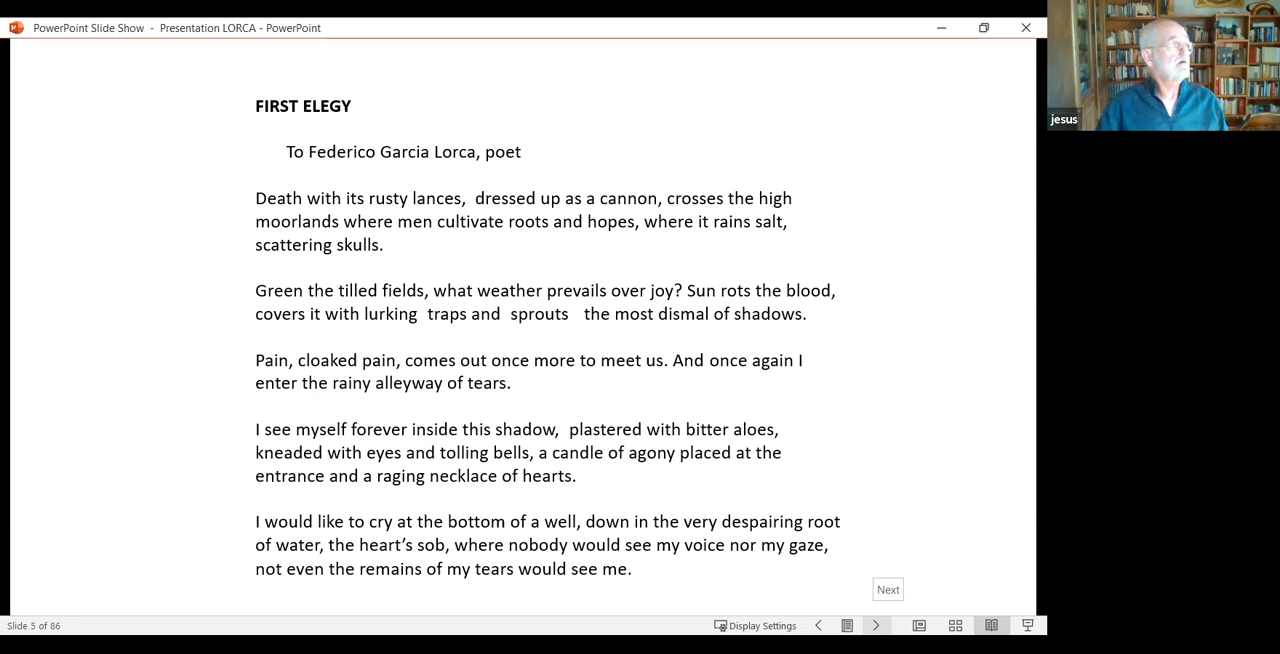 PowerPoint Slide Show - Presentation LORCA - PowerPoint
jesus
FIRST ELEGY
To Federico Garcia Lorca, poet
Death with its rusty lances, dressed up as a cannon, crosses the high
moorlands where men cultivate roots and hopes, where it rains salt,
scattering skulls.
Green the tilled fields, what weather prevails over joy? Sun rots the blood,
covers it with lurking traps and sprouts the most dismal of shadows.
Pain, cloaked pain, comes out once more to meet us. And once again I
enter the rainy alleyway of tears.
I see myself forever inside this shadow, plastered with bitter aloes,
kneaded with eyes and tolling bells, a candle of agony placed at the
entrance and a raging necklace of hearts.
I would like to cry at the bottom of a well, down in the very despairing root
of water, the heart’s sob, where nobody would see my voice nor my gaze,
not even the remains of my tears would see me.
Next
Slide 5 of 86
Display Settings